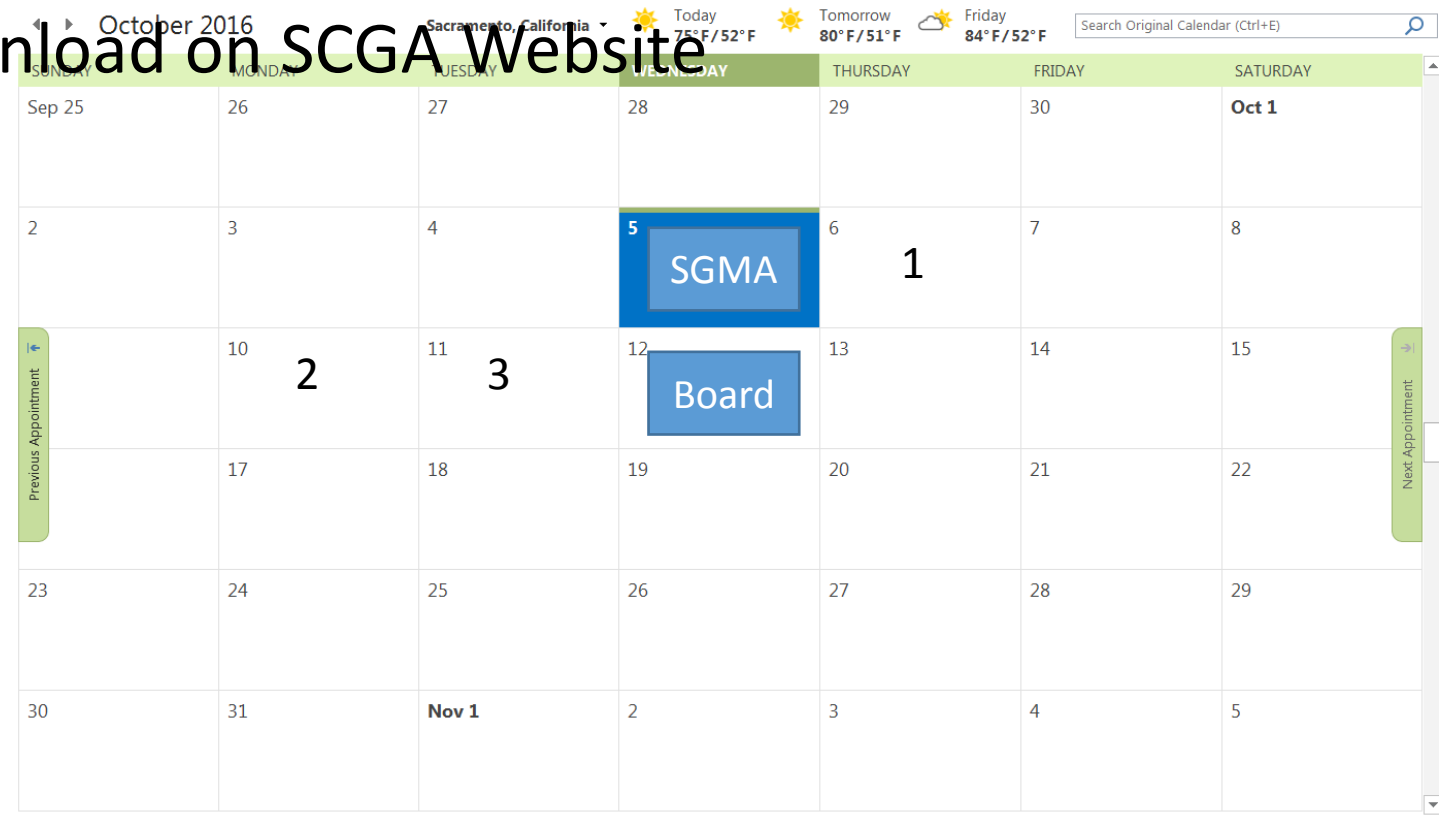 October 2016 Sacramento, California Today 75°F/52°F Tomorrow 80°F/51°F Friday 84°F/52°F Search Original Calendar (Ctrl+E)
nload on SCGA Website
SUNDAY MONDAY TUESDAY WEDNESDAY THURSDAY FRIDAY SATURDAY
Sep 25 26 27 28 29 30 Oct 1
2 3 4 5 6 7 8
SGMA 1
10 11 12 13 14 15
2 3 Board
Previous Appointment
Next Appointment
17 18 19 20 21 22
23 24 25 26 27 28 29
30 31 Nov 1 2 3 4 5